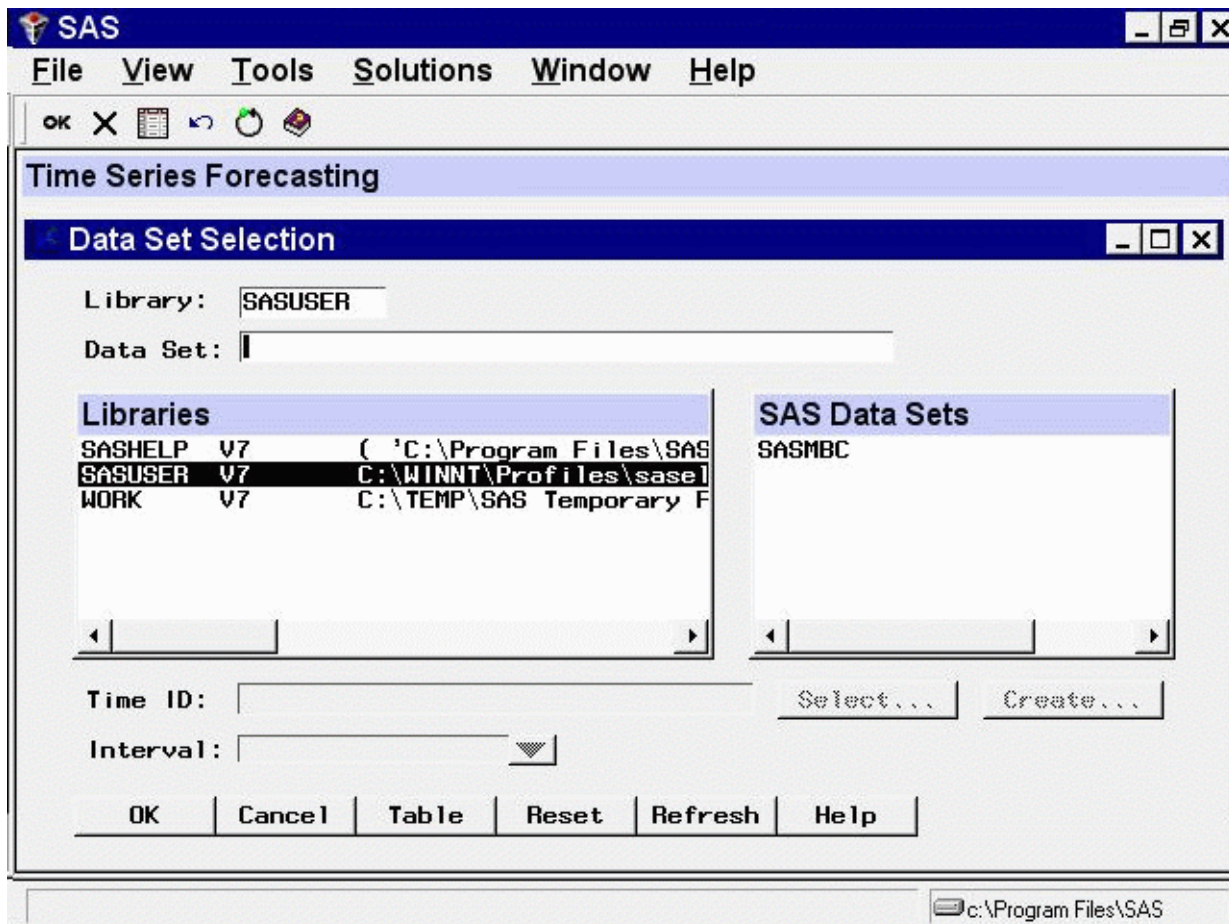 SAS
File View Tools Solutions Window Help
OK
Time Series Forecasting
Data Set Selection
Library: SASUSER
Data Set:
Libraries
SASHELP V7 ( 'C:\Program Files\SAS
SASUSER V7 C:\WINNT\Profiles\sasel
WORK V7 C:\TEMP\SAS Temporary F
SAS Data Sets
SASMBC
Time ID: Select... Create...
Interval:
OK Cancel Table Reset Refresh Help
c:\Program Files\SAS